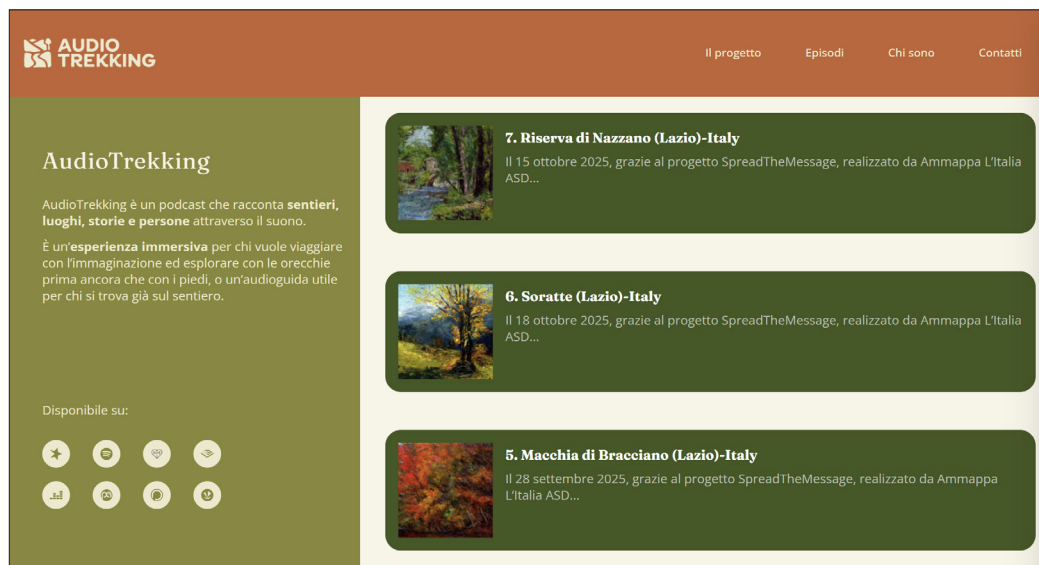 AUDIO
TREKKING
Il progetto
Episodi
Chi sono
Contatti
AudioTrekking
AudioTrekking è un podcast che racconta sentieri,
luoghi, storie e persone attraverso il suono.
È un’esperienza immersiva per chi vuole viaggiare
con l’immaginazione ed esplorare con le orecchie
prima ancora che con i piedi, o un’audioguida utile
per chi si trova già sul sentiero.
Disponibile su:
7. Riserva di Nazzano (Lazio)-Italy
Il 15 ottobre 2025, grazie al progetto SpreadTheMessage, realizzato da Ammappa L’Italia
ASD...
6. Soratte (Lazio)-Italy
Il 18 ottobre 2025, grazie al progetto SpreadTheMessage, realizzato da Ammappa L’Italia
ASD...
5. Macchia di Bracciano (Lazio)-Italy
Il 28 settembre 2025, grazie al progetto SpreadTheMessage, realizzato da Ammappa
L’Italia ASD...